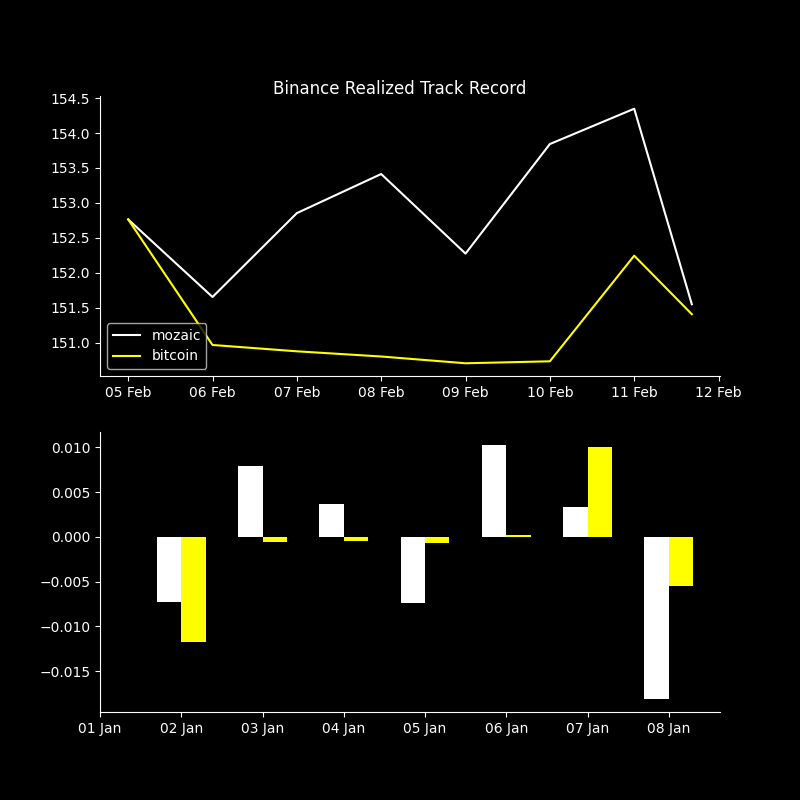 Binance Realized Track Record
154.5
154.0
153.5
153.0
152.5
152.0
151.5
151.0
mozaic
bitcoin
05 Feb 06 Feb 07 Feb 08 Feb 09 Feb 10 Feb 11 Feb 12 Feb
0.010
0.005
0.000
−0.005
−0.010
−0.015
01 Jan 02 Jan 03 Jan 04 Jan 05 Jan 06 Jan 07 Jan 08 Jan